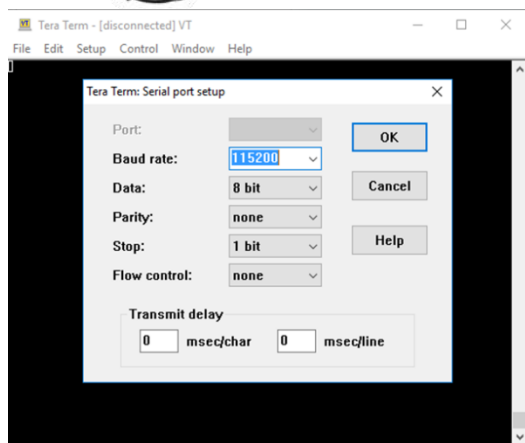 VT Tera Term - [disconnected] VT
File Edit Setup Control Window Help
Tera Term: Serial port setup
Port:
OK
Baud rate: 115200
Data: 8 bit
Cancel
Parity: none
Stop: 1 bit
Help
Flow control: none
Transmit delay
0 msec/char 0 msec/line